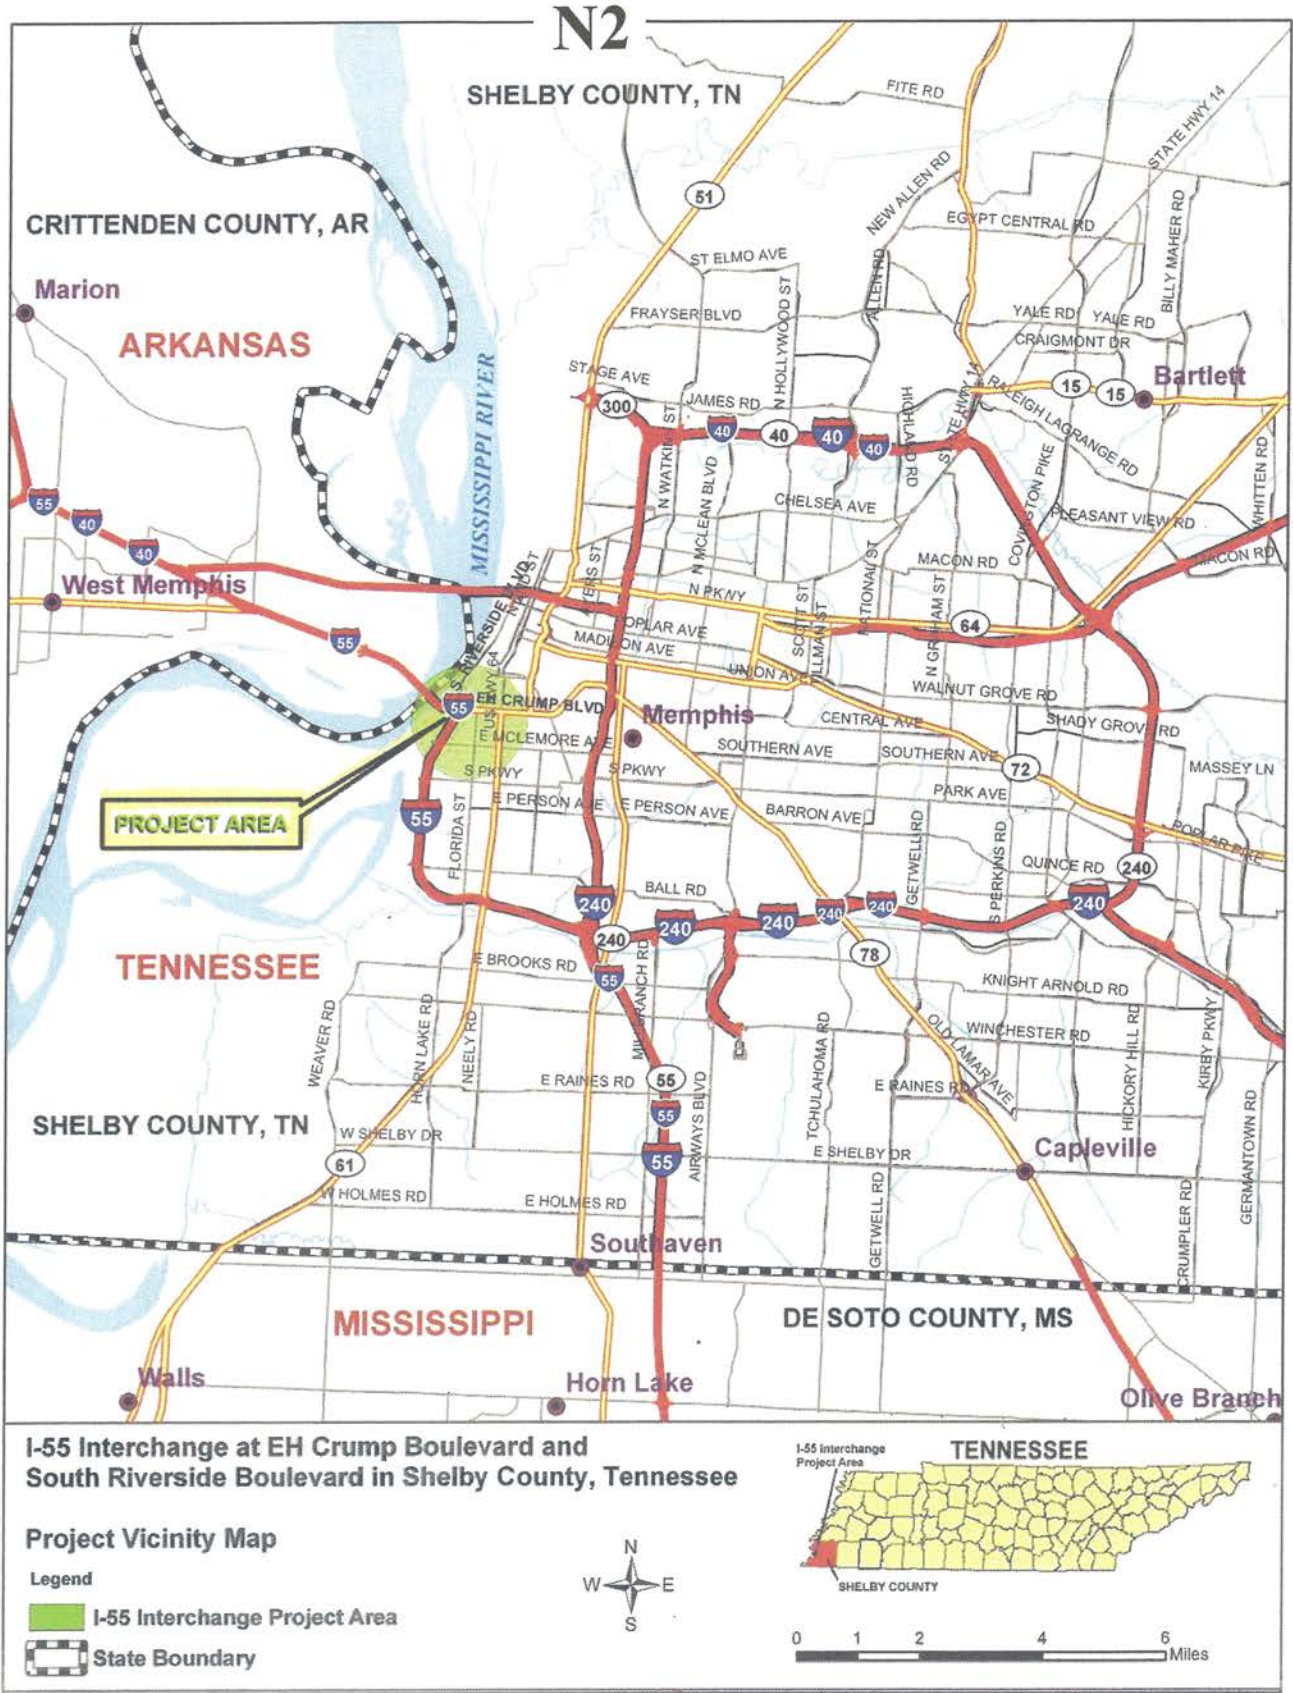 N2
SHELBY COUNTY, TN
FITE RD
STATE HWY 14
51
NEW ALLEN RD
EGYPT CENTRAL RD
BILLY MAHER RD
CRITTENDEN COUNTY, AR
ST ELMO AVE
ALLEN RD
Marion
N HOLLYWOOD ST
FRAYSER BLVD
YALE RD
YALE RD
ARKANSAS
CRAIGMONT DR
MISSISSIPPI RIVER
STAGE AVE
15
15
Bartlett
300
JAMES RD
STATE HWY 14
RALEIGH LAGRANGE RD
HIGHLAND RD
40
40
40
40
N WATKINS ST
N MCLEAN BLVD
COVINGTON PIKE
WHITTEN RD
55
40
40
CHELSEA AVE
PLEASANT VIEW RD
MACON RD
MACON RD
West Memphis
AYERS ST
N PKWY
NATIONAL ST
N GRAHAM ST
SCOTT ST
TILLMAN ST
64
55
S RIVERSIDE BLVD
POPLAR AVE
MADISON AVE
UNION AVE
US HWY 64
WALNUT GROVE RD
55
EH CRUMP BLVD
Memphis
CENTRAL AVE
SHADY GROVE RD
E MCLEMORE AVE
SOUTHERN AVE
SOUTHERN AVE
72
MASSEY LN
S PKWY
S PKWY
PARK AVE
PROJECT AREA
55
FLORIDA ST
E PERSON AVE
E PERSON AVE
BARRON AVE
GETWELL RD
S PERKINS RD
POPLAR PIKE
QUINCE RD
240
BALL RD
240
240
240
240
240
240
240
TENNESSEE
E BROOKS RD
55
MILLBRANCH RD
78
KNIGHT ARNOLD RD
WEAVER RD
HORN LAKE RD
NEELY RD
TCHULAHOMA RD
OLD LAMAR AVE
WINCHESTER RD
HICKORY HILL RD
KIRBY PKWY
E RAINES RD
55
AIRWAYS BLVD
E RAINES RD
GERMANTOWN RD
SHELBY COUNTY, TN
55
W SHELBY DR
61
55
E SHELBY DR
Capleville
W HOLMES RD
E HOLMES RD
GETWELL RD
CRUMPLER RD
Southaven
MISSISSIPPI
DE SOTO COUNTY, MS
Walls
Horn Lake
Olive Branch
I-55 Interchange at EH Crump Boulevard and
South Riverside Boulevard in Shelby County, Tennessee
I-55 Interchange
Project Area
TENNESSEE
Project Vicinity Map
Legend
I-55 Interchange Project Area
State Boundary
N
W E
S
SHELBY COUNTY
0 1 2 4 6
Miles